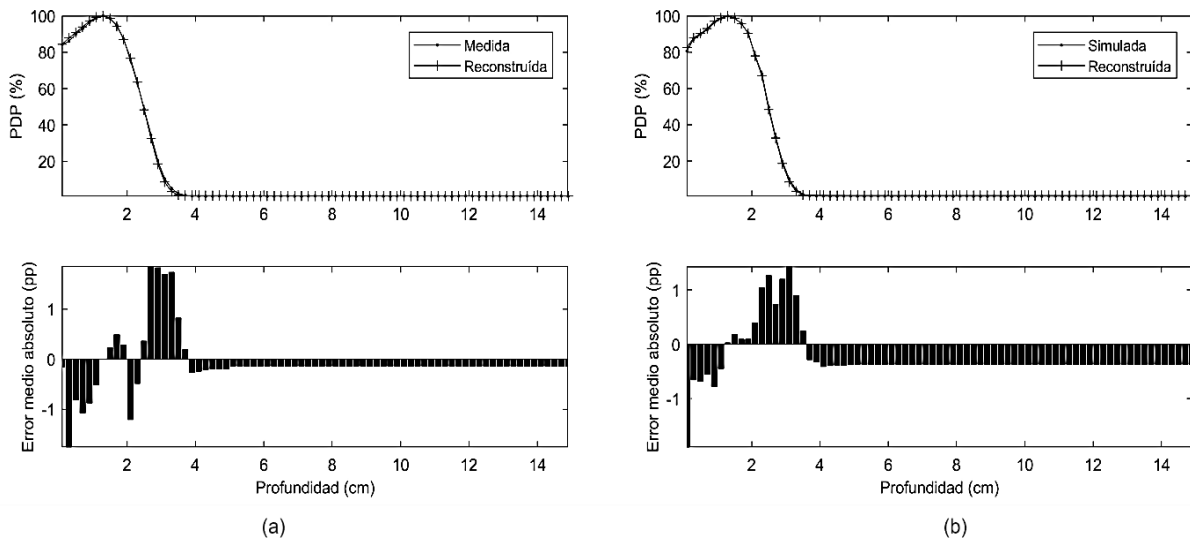 100
80
60
40
20
PDP (%)
Medida
Reconstruída
2 4 6 8 10 12 14
1
0
-1
Error medio absoluto (pp)
2 4 6 8 10 12 14
Profundidad (cm)
(a)
100
80
60
40
20
PDP (%)
Simulada
Reconstruída
2 4 6 8 10 12 14
1
0
-1
Error medio absoluto (pp)
2 4 6 8 10 12 14
Profundidad (cm)
(b)